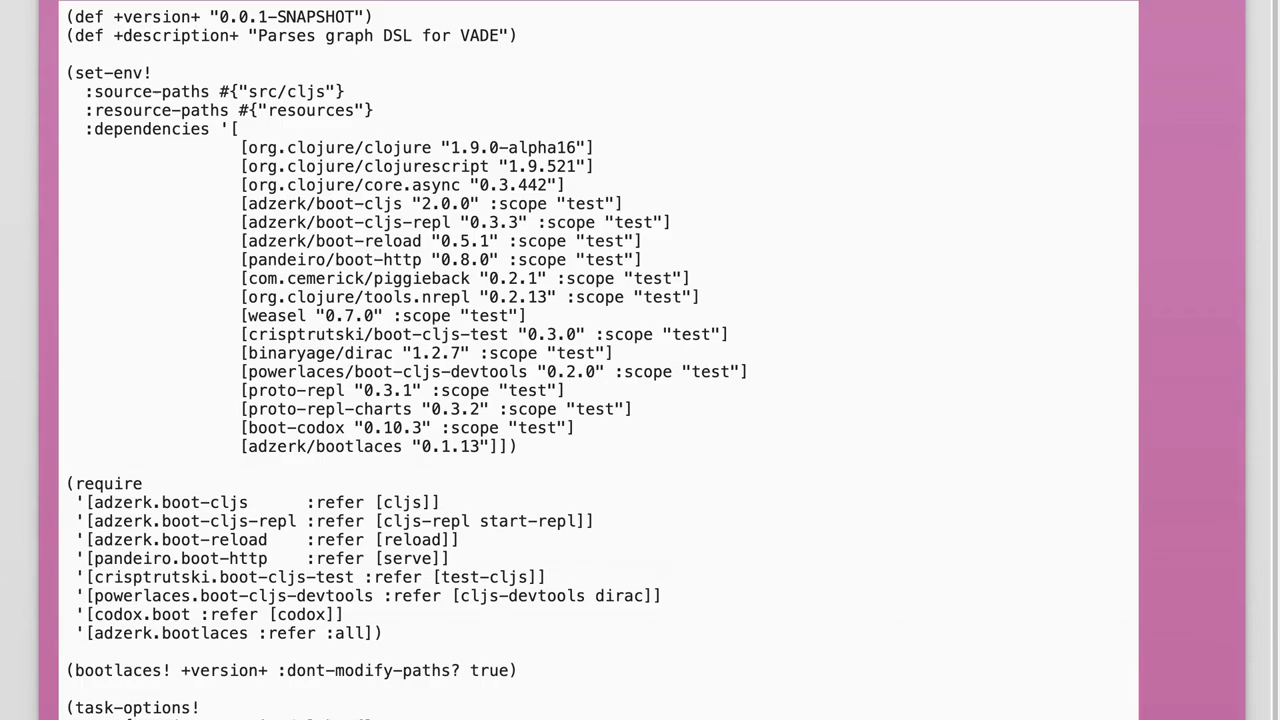 (def +version+ "0.0.1-SNAPSHOT")
(def +description+ "Parses graph DSL for VADE")

(set-env!
  :source-paths #{"src/cljs"}
  :resource-paths #{"resources"}
  :dependencies '[
                  [org.clojure/clojure "1.9.0-alpha16"]
                  [org.clojure/clojurescript "1.9.521"]
                  [org.clojure/core.async "0.3.442"]
                  [adzerk/boot-cljs "2.0.0" :scope "test"]
                  [adzerk/boot-cljs-repl "0.3.3" :scope "test"]
                  [adzerk/boot-reload "0.5.1" :scope "test"]
                  [pandeiro/boot-http "0.8.0" :scope "test"]
                  [com.cemerick/piggieback "0.2.1" :scope "test"]
                  [org.clojure/tools.nrepl "0.2.13" :scope "test"]
                  [weasel "0.7.0" :scope "test"]
                  [crisptrutski/boot-cljs-test "0.3.0" :scope "test"]
                  [binaryage/dirac "1.2.7" :scope "test"]
                  [powerlaces/boot-cljs-devtools "0.2.0" :scope "test"]
                  [proto-repl "0.3.1" :scope "test"]
                  [proto-repl-charts "0.3.2" :scope "test"]
                  [boot-codox "0.10.3" :scope "test"]
                  [adzerk/bootlaces "0.1.13"]])

(require
 '[adzerk.boot-cljs      :refer [cljs]]
 '[adzerk.boot-cljs-repl :refer [cljs-repl start-repl]]
 '[adzerk.boot-reload    :refer [reload]]
 '[pandeiro.boot-http    :refer [serve]]
 '[crisptrutski.boot-cljs-test :refer [test-cljs]]
 '[powerlaces.boot-cljs-devtools :refer [cljs-devtools dirac]]
 '[codox.boot :refer [codox]]
 '[adzerk.bootlaces :refer :all])

(bootlaces! +version+ :dont-modify-paths? true)

(task-options!